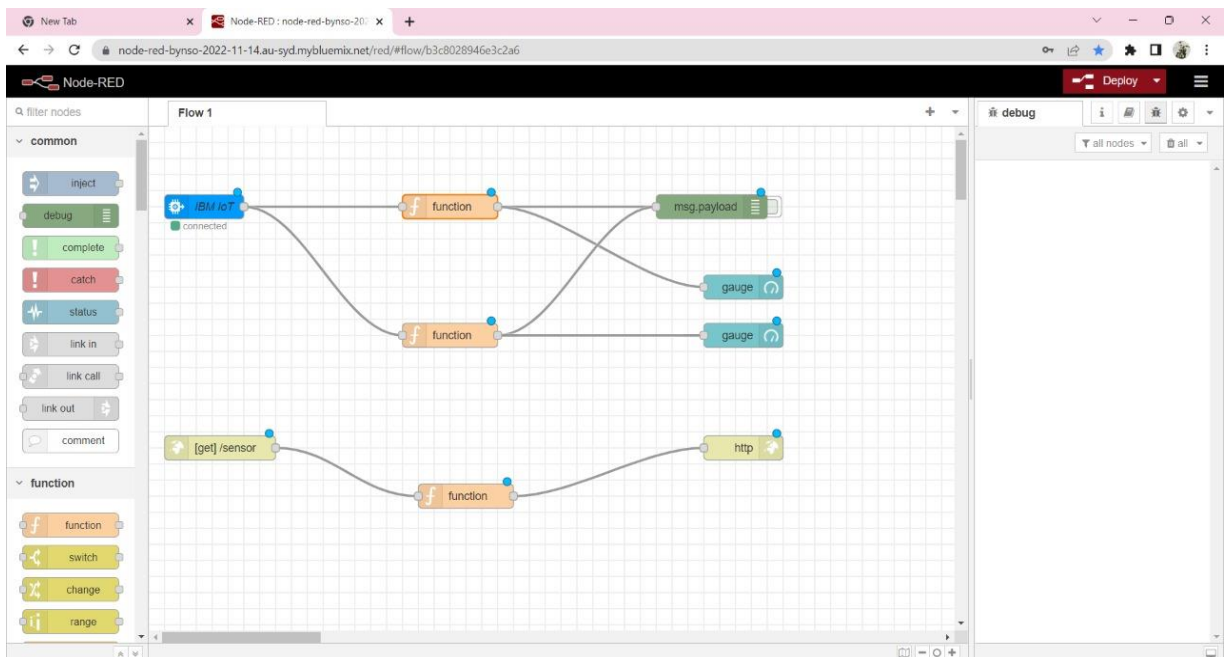 New Tab
Node-RED : node-red-bynso-20
node-red-bynso-2022-11-14.au-syd.mybluemix.net/red/#flow/b3c8028946e3c2a6
Node-RED
Deploy
filter nodes
Flow 1
debug
i
all nodes
all
common
inject
debug
complete
catch
status
link in
link call
link out
comment
function
function
switch
change
range
IBM IoT
connected
function
msg.payload
gauge
function
gauge
[get] /sensor
http
function